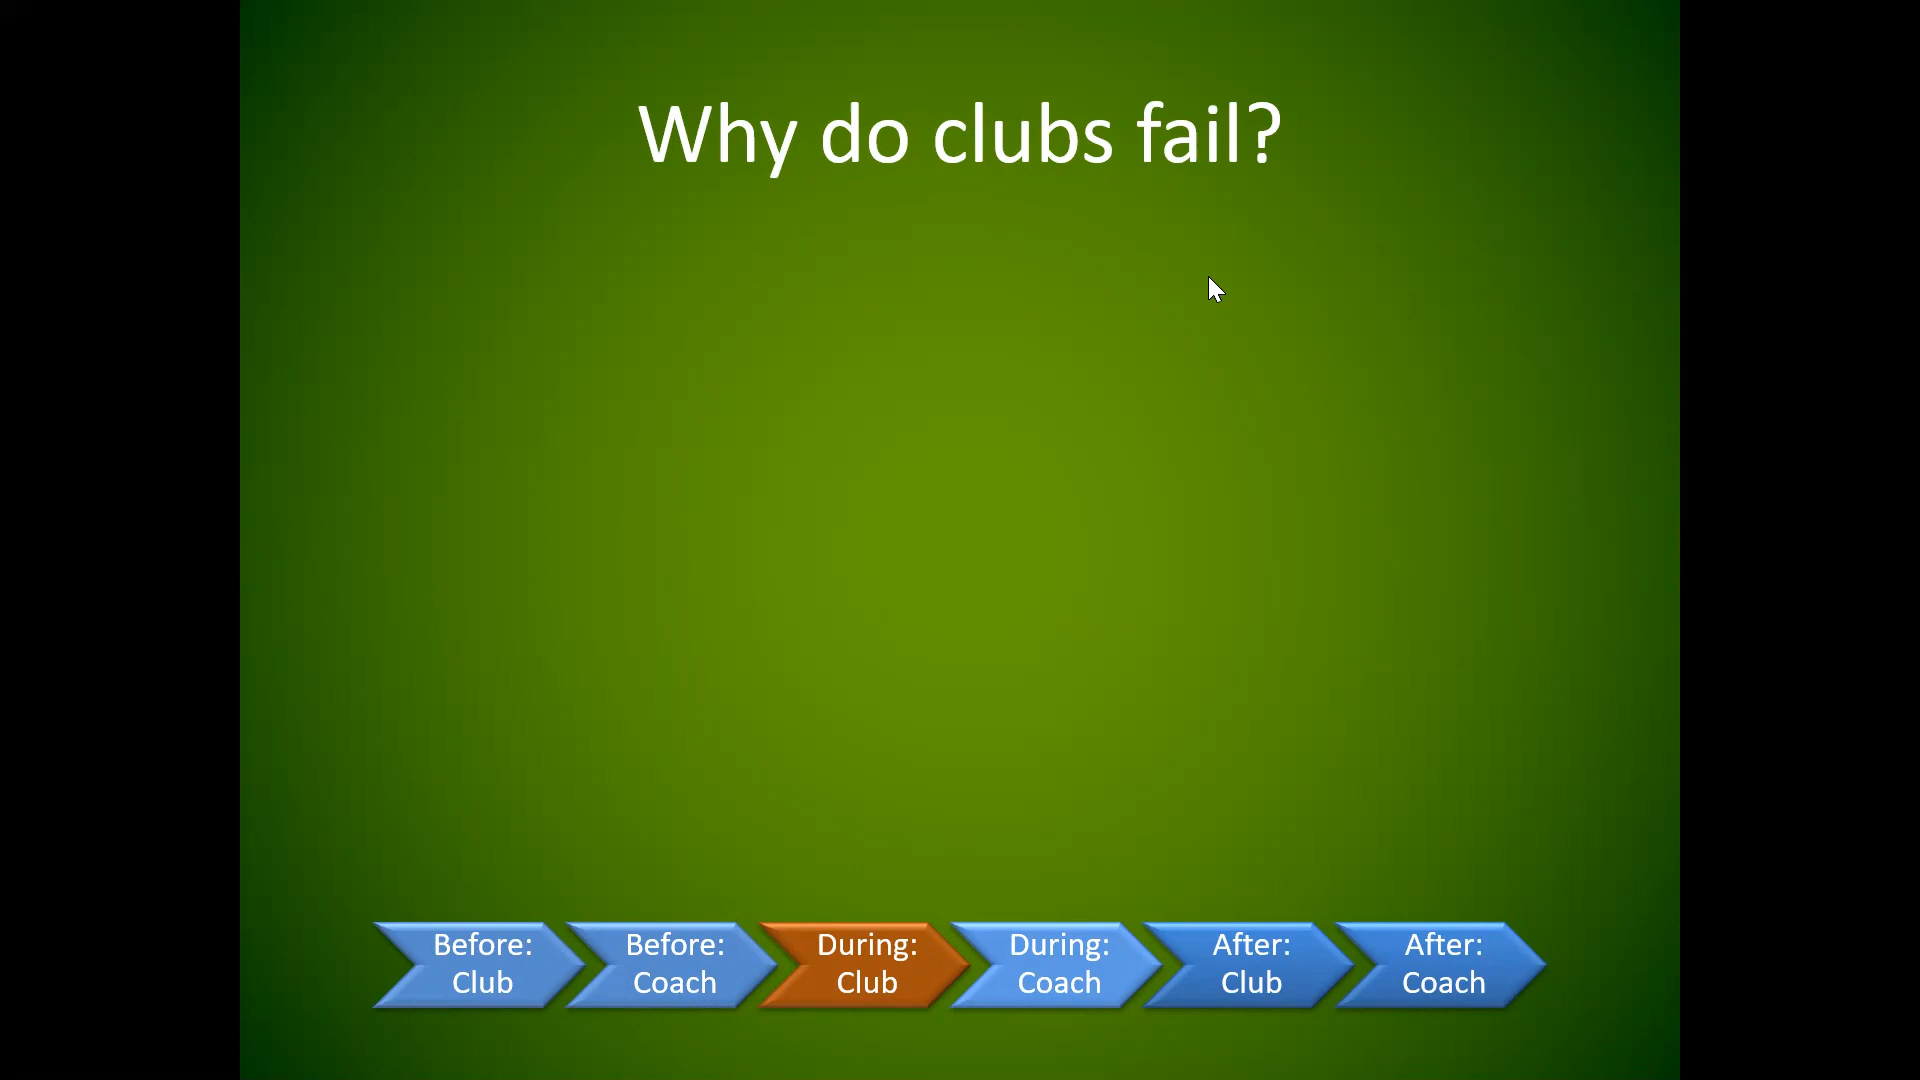 Why do clubs fail?
Before:
Club
Before:
Coach
During:
Club
During:
Coach
After:
Club
After:
Coach